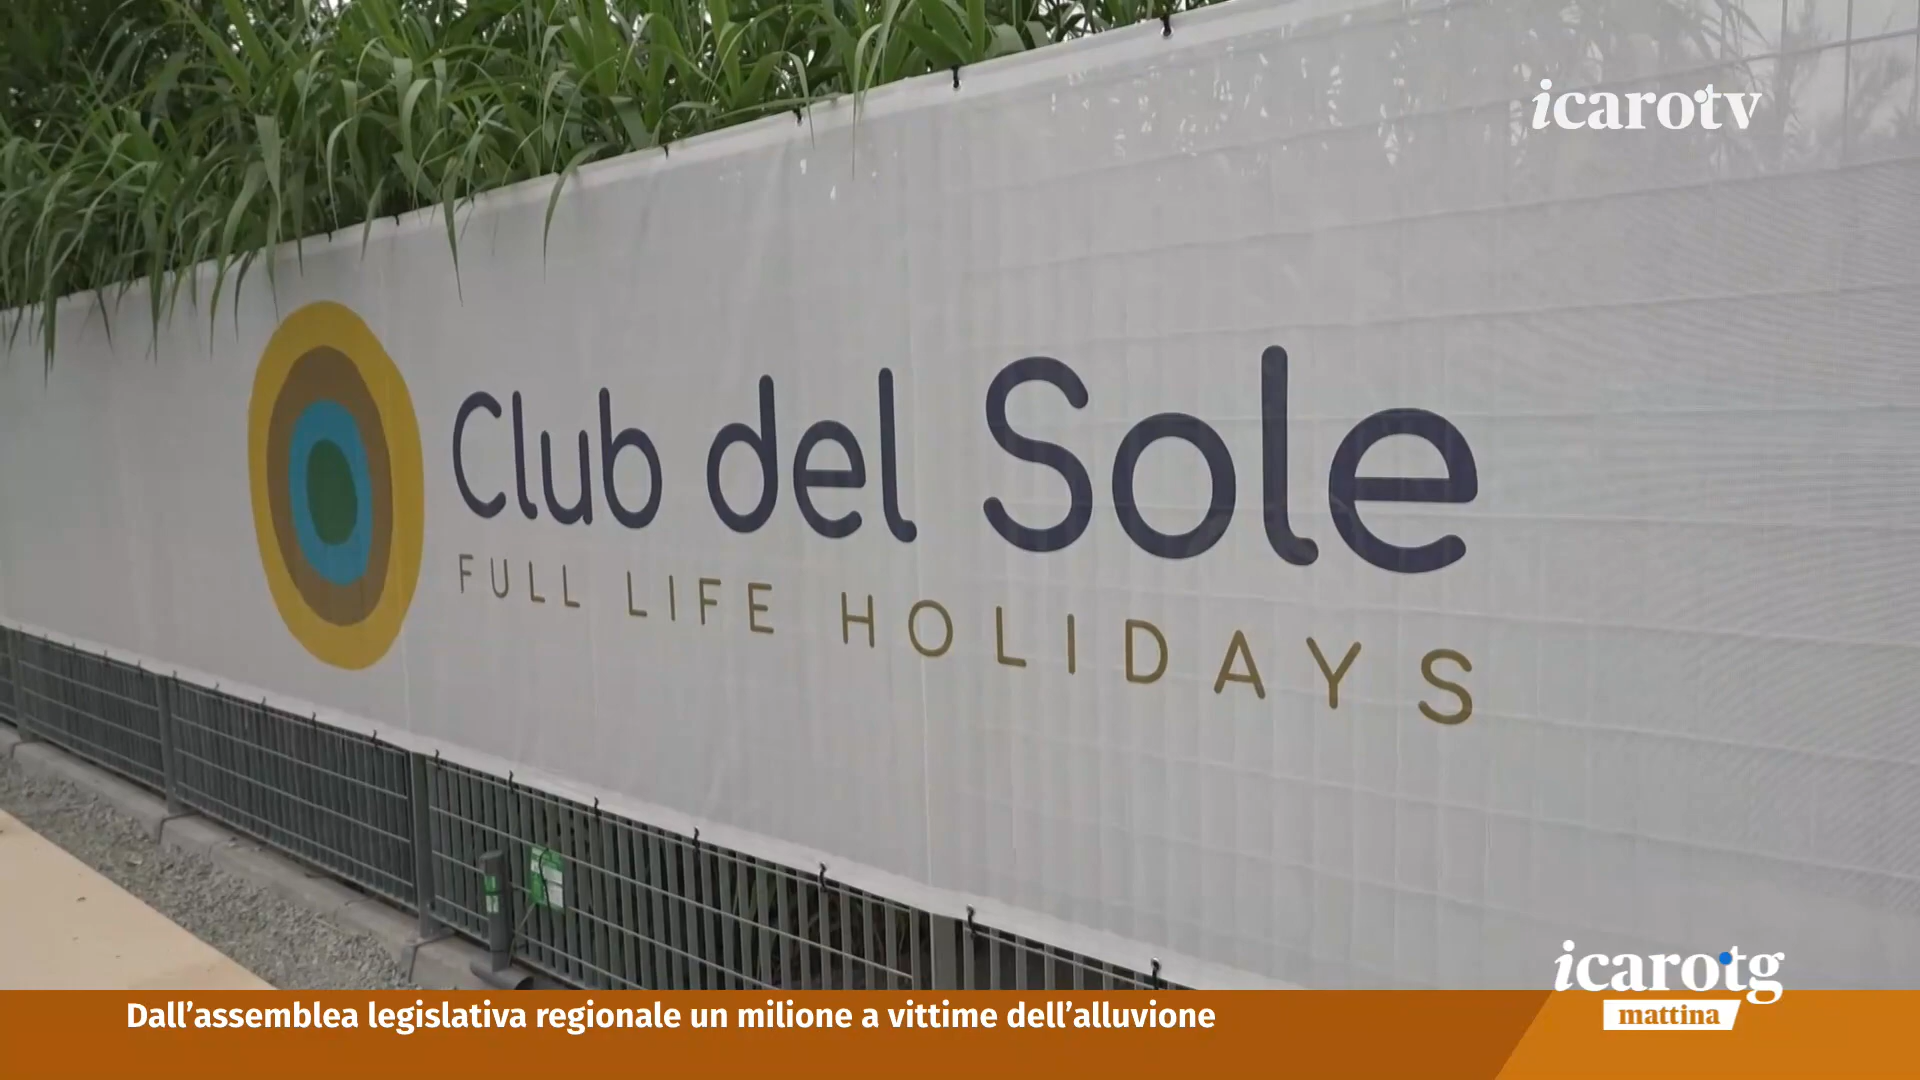 icarotv
Club del Sole
FULL LIFE HOLIDAYS
icarotg
mattina
Dall'assemblea legislativa regionale un milione a vittime dell'alluvione